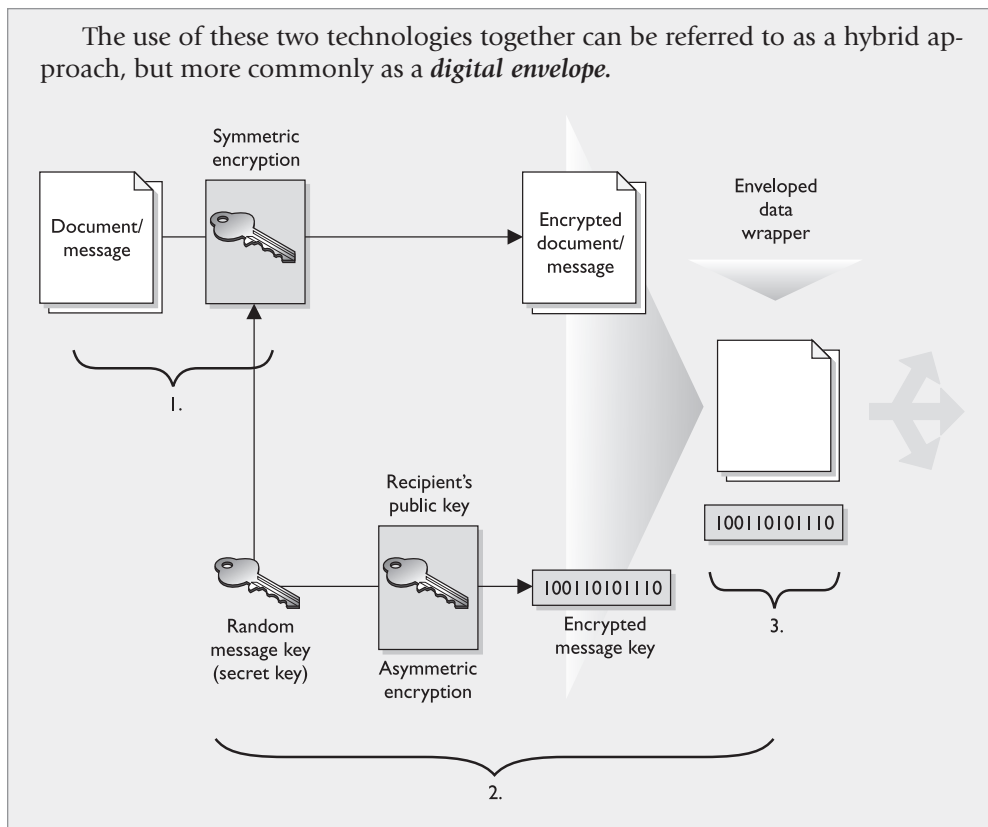 The use of these two technologies together can be referred to as a hybrid ap-
proach, but more commonly as a digital envelope.
Symmetric
encryption
Document/
message
Encrypted
document/
message
Enveloped
data
wrapper
1.
Recipient's
public key
100110101110
Random
message key
(secret key)
Asymmetric
encryption
100110101110
Encrypted
message key
3.
2.